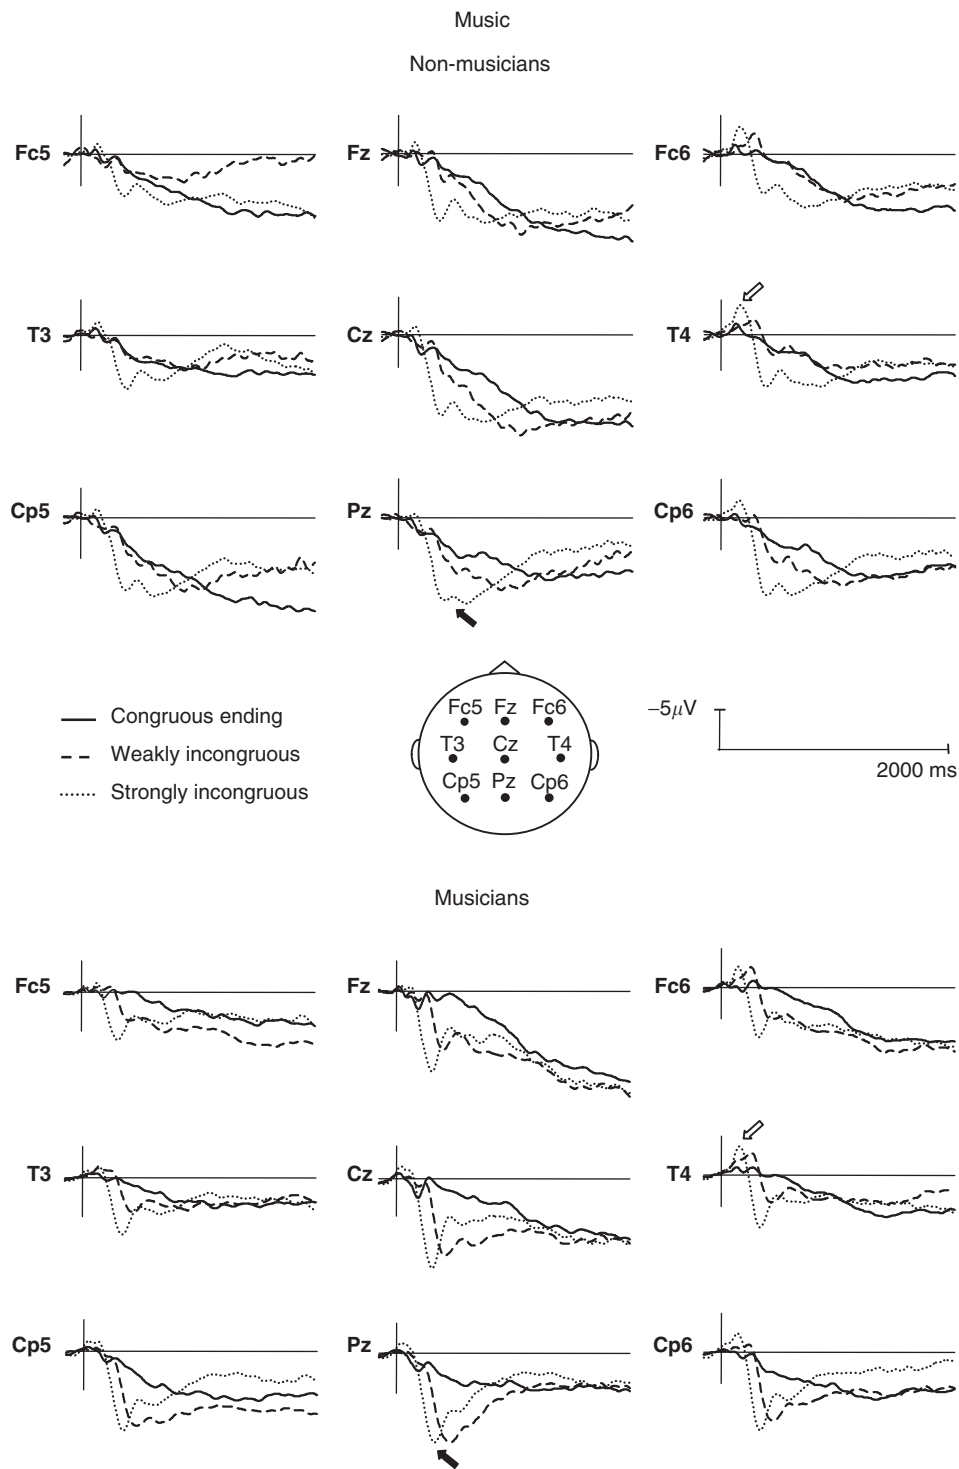 Music
Non-musicians
Fc5 Fz Fc6
T3 Cz T4
Cp5 Pz Cp6
Congruous ending
Weakly incongruous
Strongly incongruous
Fc5 Fz Fc6
T3 Cz T4
Cp5 Pz Cp6
−5μV
2000 ms
Musicians
Fc5 Fz Fc6
T3 Cz T4
Cp5 Pz Cp6